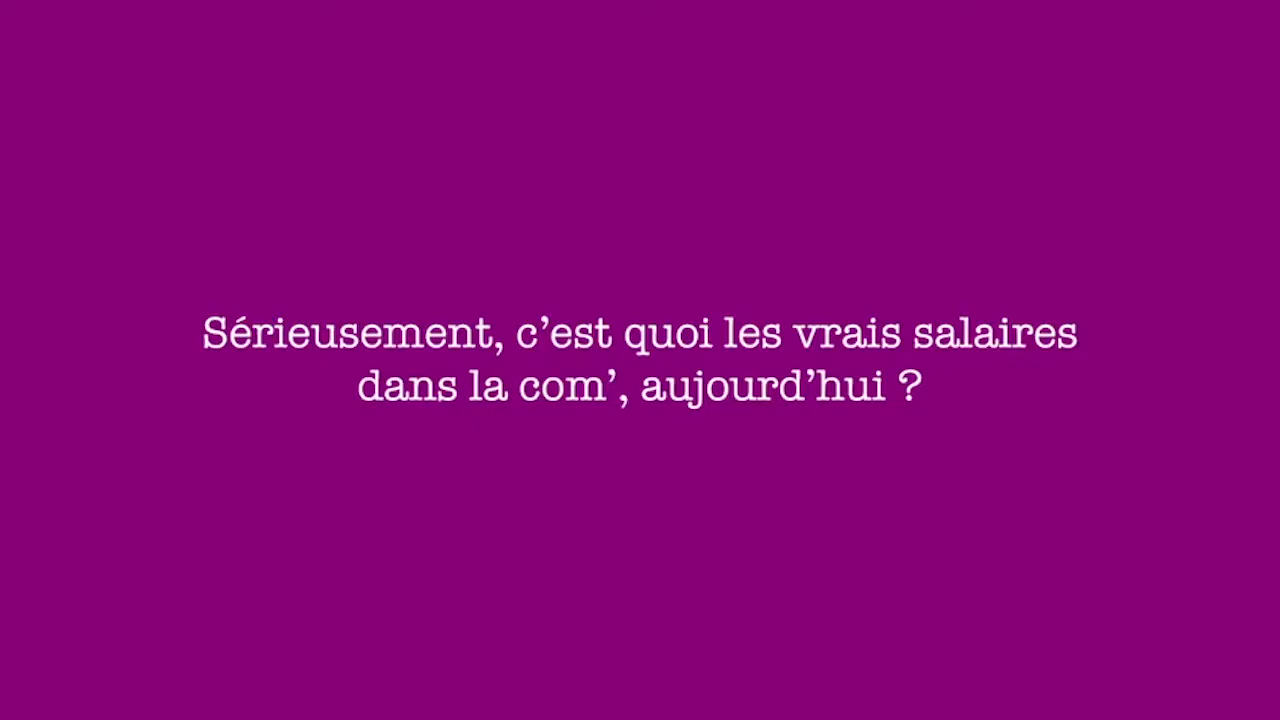 Sérieusement, c’est quoi les vrais salaires
dans la com’, aujourd’hui ?